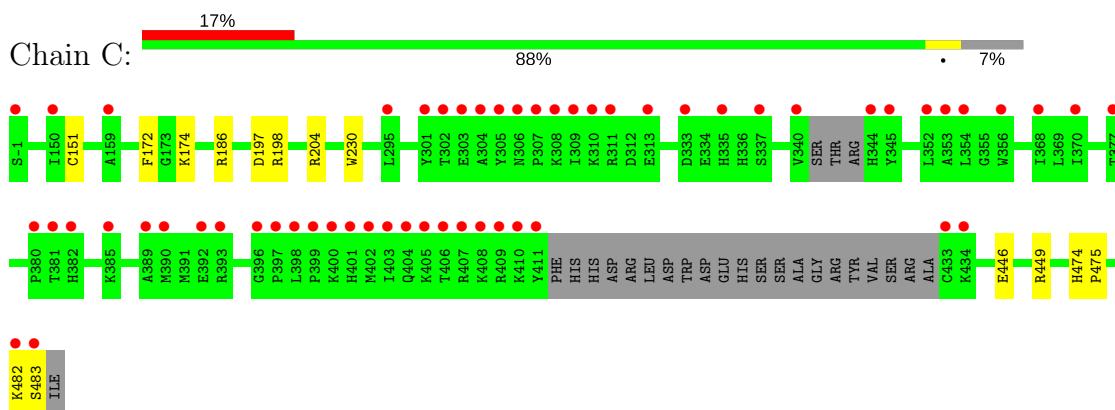 17%
Chain C:
88% • 7%
S-1 I150 C151 A159 F172 G173 K174 R186 D197 R198 R204 W230 L295 Y301 T302 E303 A304 Y305 N306 P307 K308 I309 K310 R311 D312 E313 D333 E334 H335 H336 S337 V340 SER THR ARG H344 Y345 L352 A353 L354 G355 W356 I368 L369 I370 T377
P380 T381 H382 K385 A389 M390 M391 E392 R393 G396 P397 L398 P399 K400 H401 M402 I403 Q404 K405 T406 R407 K408 R409 K410 Y411 PHE HIS HIS ASP ARG LEU ASP TRP ASP GLU HIS SER SER ALA GLY ARG TYR VAL SER ARG ALA C433 K434 E446 R449 H474 P475
K482 S483 ILE